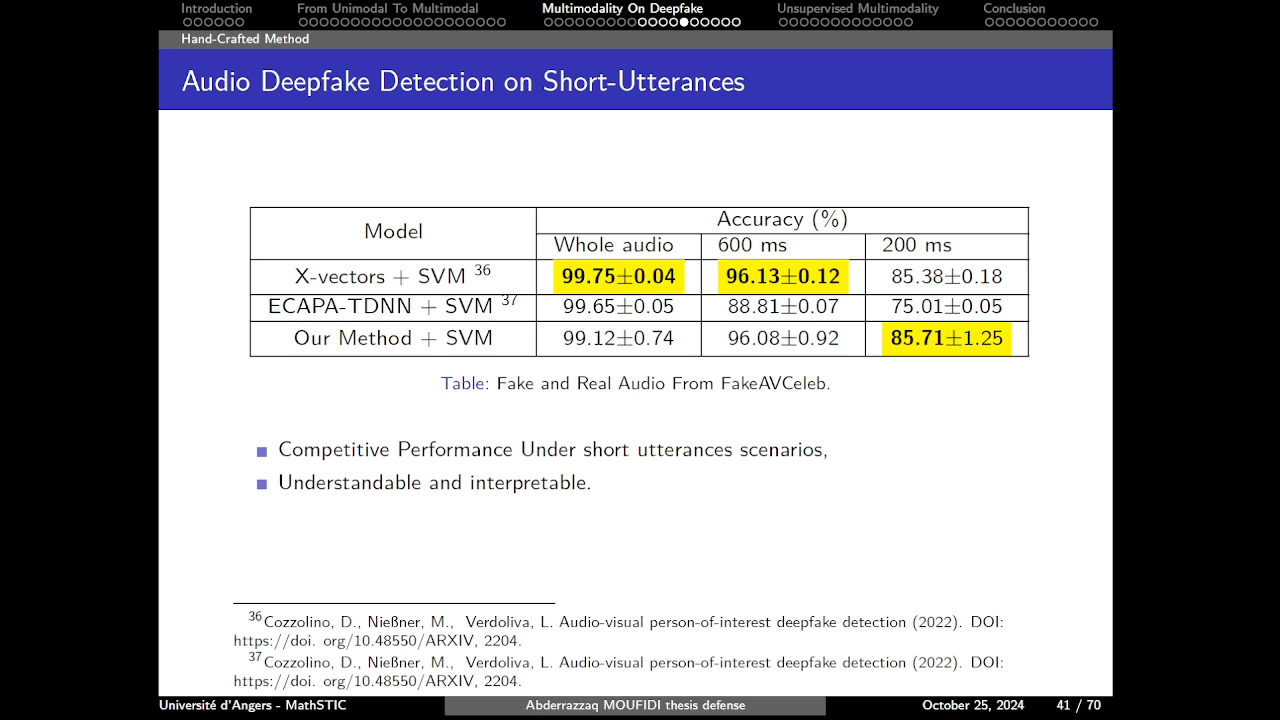 Introduction From Unimodal To Multimodal Multimodality On Deepfake Unsupervised Multimodality Conclusion
Hand-Crafted Method
Audio Deepfake Detection on Short-Utterances
Model Accuracy (%)
Whole audio 600 ms 200 ms
X-vectors + SVM 36 99.75±0.04 96.13±0.12 85.38±0.18
ECAPA-TDNN + SVM 37 99.65±0.05 88.81±0.07 75.01±0.05
Our Method + SVM 99.12±0.74 96.08±0.92 85.71±1.25
Table: Fake and Real Audio From FakeAVCeleb.
Competitive Performance Under short utterances scenarios,
Understandable and interpretable.
36Cozzolino, D., Nießner, M., Verdoliva, L. Audio-visual person-of-interest deepfake detection (2022). DOI:
https://doi. org/10.48550/ARXIV, 2204.
37Cozzolino, D., Nießner, M., Verdoliva, L. Audio-visual person-of-interest deepfake detection (2022). DOI:
https://doi. org/10.48550/ARXIV, 2204.
Université d'Angers - MathSTIC Abderrazzaq MOUFIDI thesis defense October 25, 2024 41 / 70